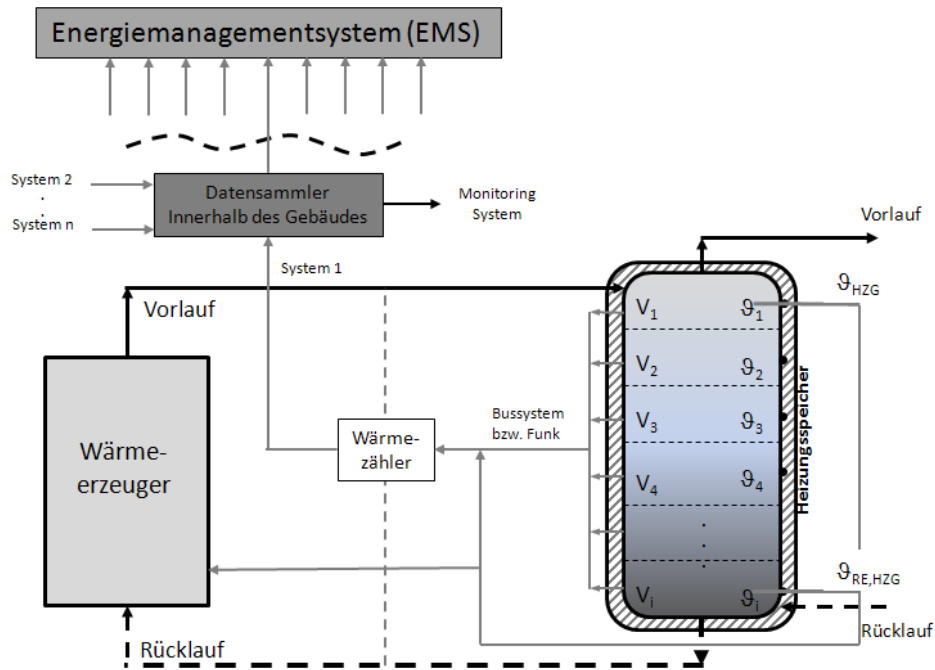 Energiemanagementsystem (EMS)
System 2
.
.
System n
Datensammler
Innerhalb des Gebäudes
Monitoring
System
Vorlauf
System 1
Vorlauf
ϑHZG
V1
ϑ1
V2
ϑ2
V3
ϑ3
V4
ϑ4
.
.
.
Vi
ϑi
Heizungsspeicher
Bussystem
bzw. Funk
Wärme-
zähler
Wärme-
erzeuger
ϑRE,HZG
Rücklauf
Rücklauf